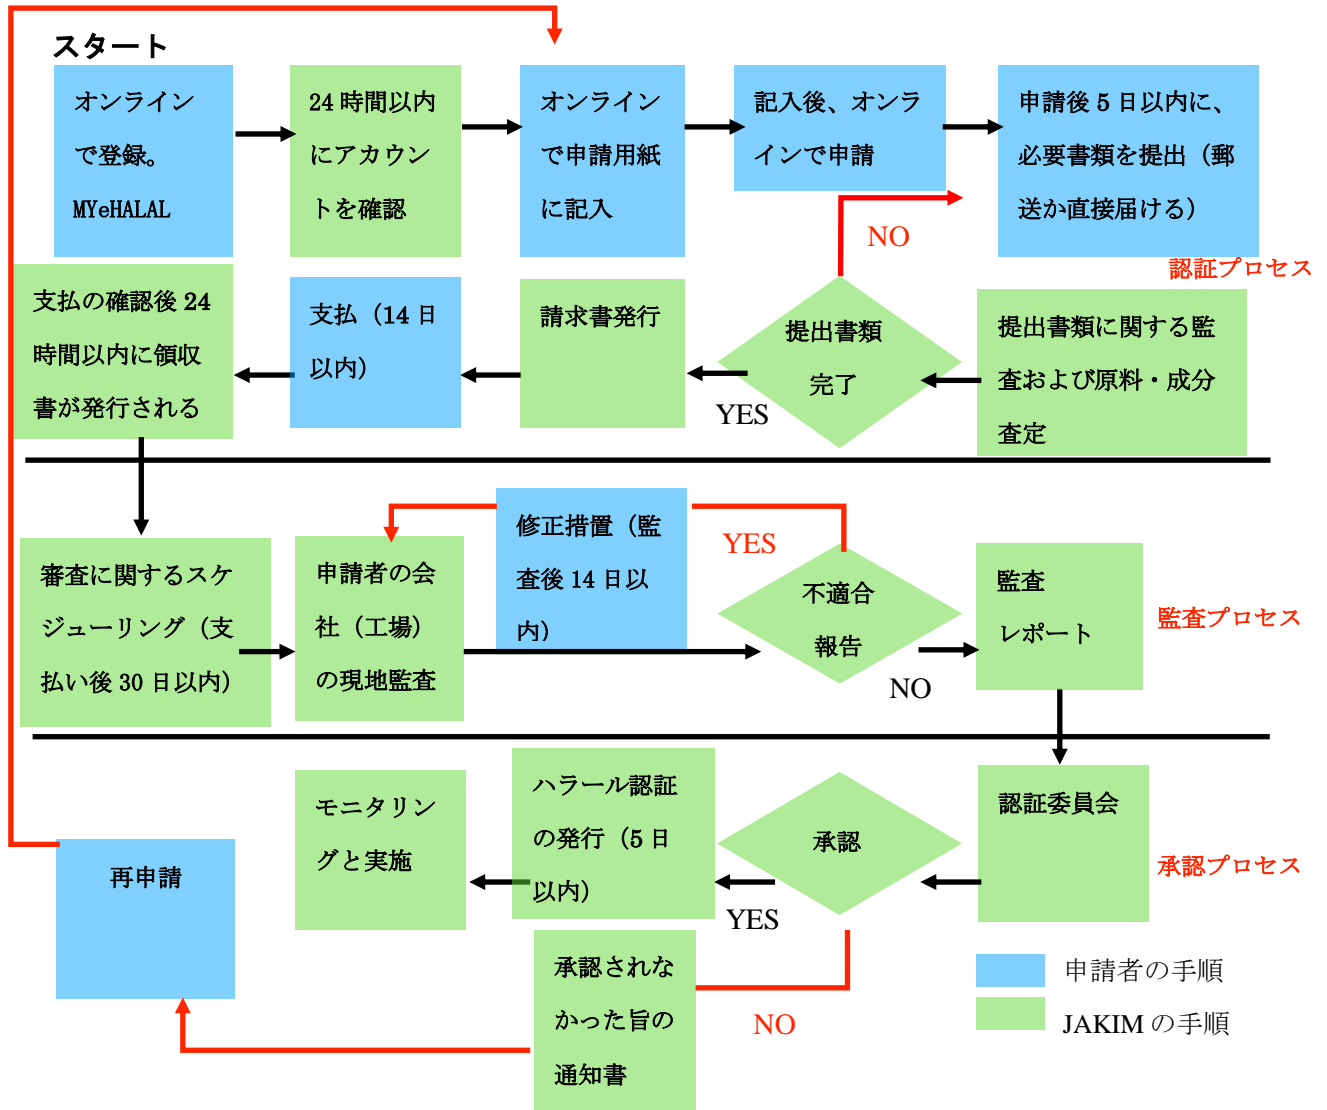 スタート
オンライン
で登録。
MYeHALAL
24 時間以内
にアカウン
トを確認
オンライン
で申請用紙
に記入
記入後、オンラ
インで申請
申請後 5 日以内に、
必要書類を提出（郵
送か直接届ける）
NO
認証プロセス
支払の確認後 24
時間以内に領収
書が発行される
支払（14 日
以内）
請求書発行
YES
提出書類
完了
提出書類に関する監
査および原料・成分
査定
審査に関するスケ
ジューリング（支
払い後 30 日以内）
申請者の会
社（工場）
の現地監査
修正措置（監
査後 14 日以
内）
YES
不適合
報告
NO
監査
レポート
監査プロセス
再申請
モニタリン
グと実施
ハラール認証
の発行（5 日
以内）
YES
承認
認証委員会
承認プロセス
承認されな
かった旨の
通知書
NO
申請者の手順
JAKIM の手順